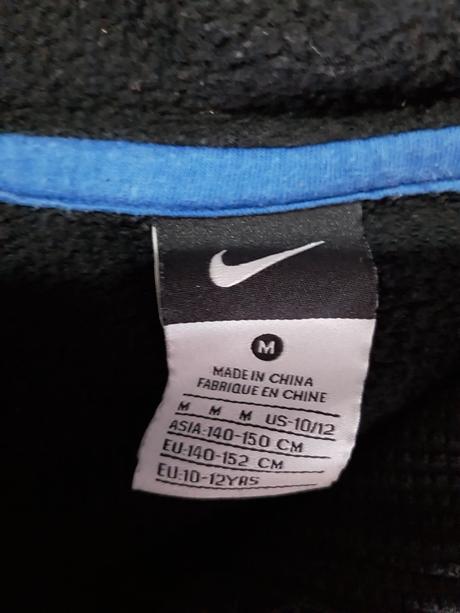 M
MADE IN CHINA
FABRIQUE EN CHINE
M M M US-10/12
ASIA-140-150 CM
EU-140-152 CM
EU:10-12YRS